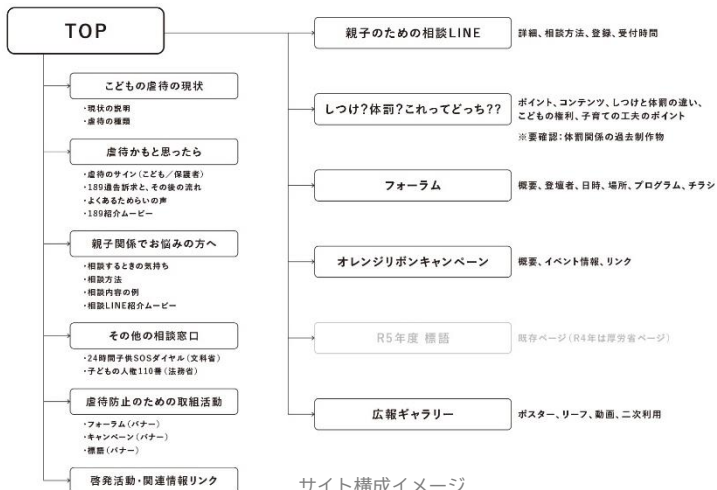 TOP
こどもの虐待の現状
・現状の説明
・虐待の種類
虐待かもと思ったら
・虐待のサイン（こども／保護者）
・189通告訴求と、その後の流れ
・よくあるためらいの声
・189紹介ムービー
親子関係でお悩みの方へ
・相談するときの気持ち
・相談方法
・相談内容の例
・相談LINE紹介ムービー
その他の相談窓口
・24時間子供SOSダイヤル（文科省）
・子どもの人権110番（法務省）
虐待防止のための取組活動
・フォーラム（バナー）
・キャンペーン（バナー）
・標語（バナー）
啓発活動・関連情報リンク
親子のための相談LINE
詳細、相談方法、登録、受付時間
しつけ？体罰？これってどっち？？
ポイント、コンテンツ、しつけと体罰の違い、
こどもの権利、子育ての工夫のポイント
※要確認：体罰関係の過去制作物
フォーラム
概要、登壇者、日時、場所、プログラム、チラシ
オレンジリボンキャンペーン
概要、イベント情報、リンク
R5年度 標語
既存ページ（R4年は厚労省ページ）
広報ギャラリー
ポスター、リーフ、動画、二次利用
サイト構成イメージ